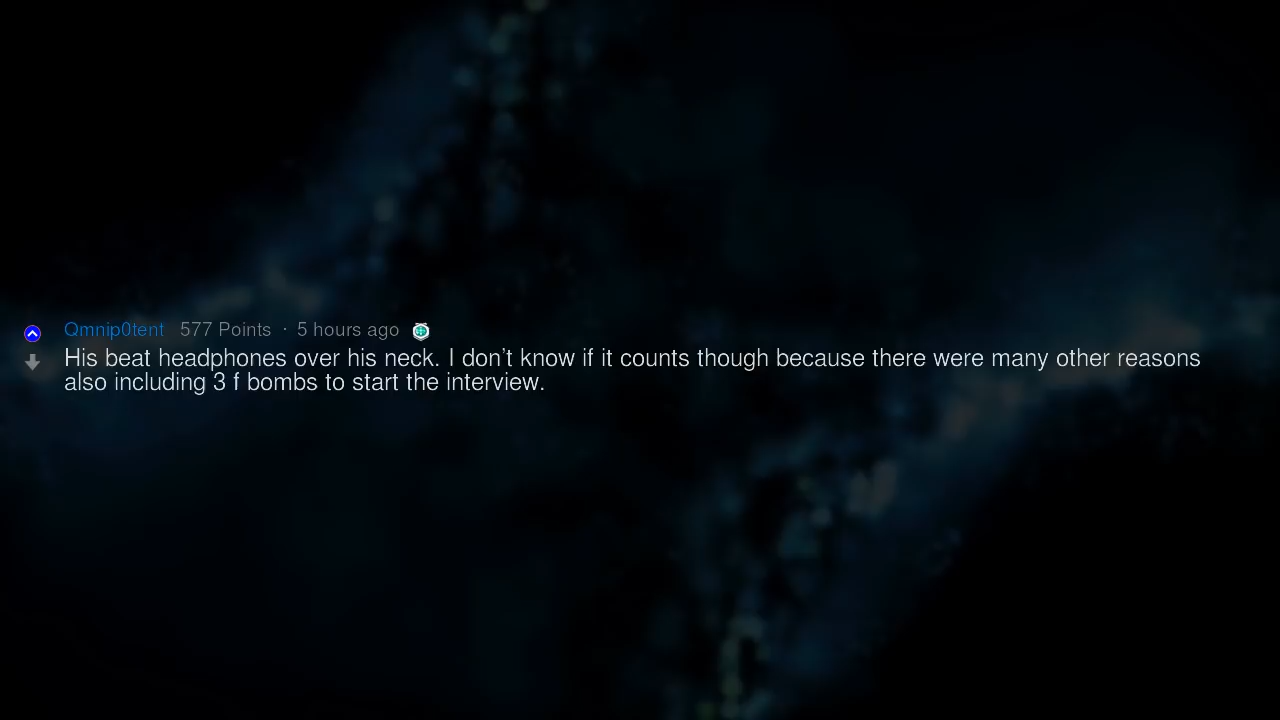 Qmnip0tent 577 Points · 5 hours ago
His beat headphones over his neck. I don't know if it counts though because there were many other reasons
also including 3 f bombs to start the interview.